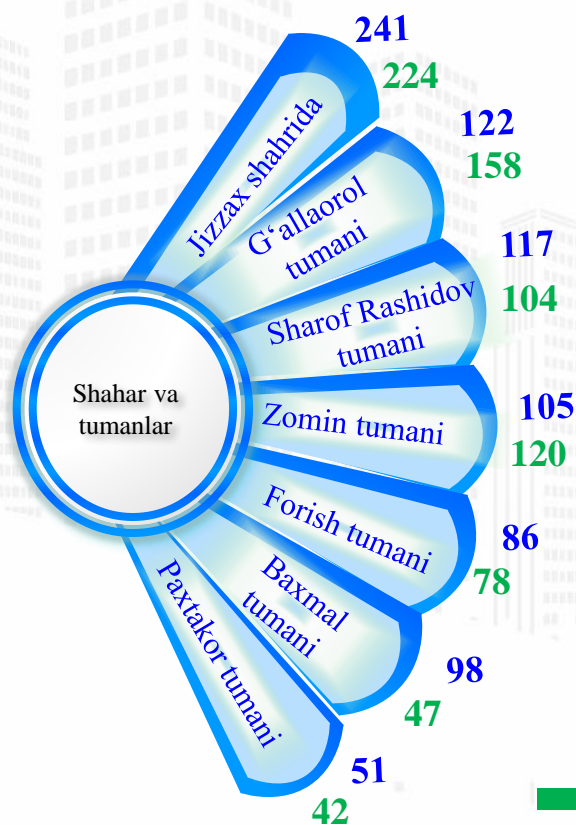 241
224
Jizzax shahrida
122
158
G‘allaorol
tumani
117
104
Sharof Rashidov
tumani
105
120
Zomin tumani
Shahar va
tumanlar
86
78
Forish tumani
98
47
Baxmal
tumani
51
42
Paxtakor tumani